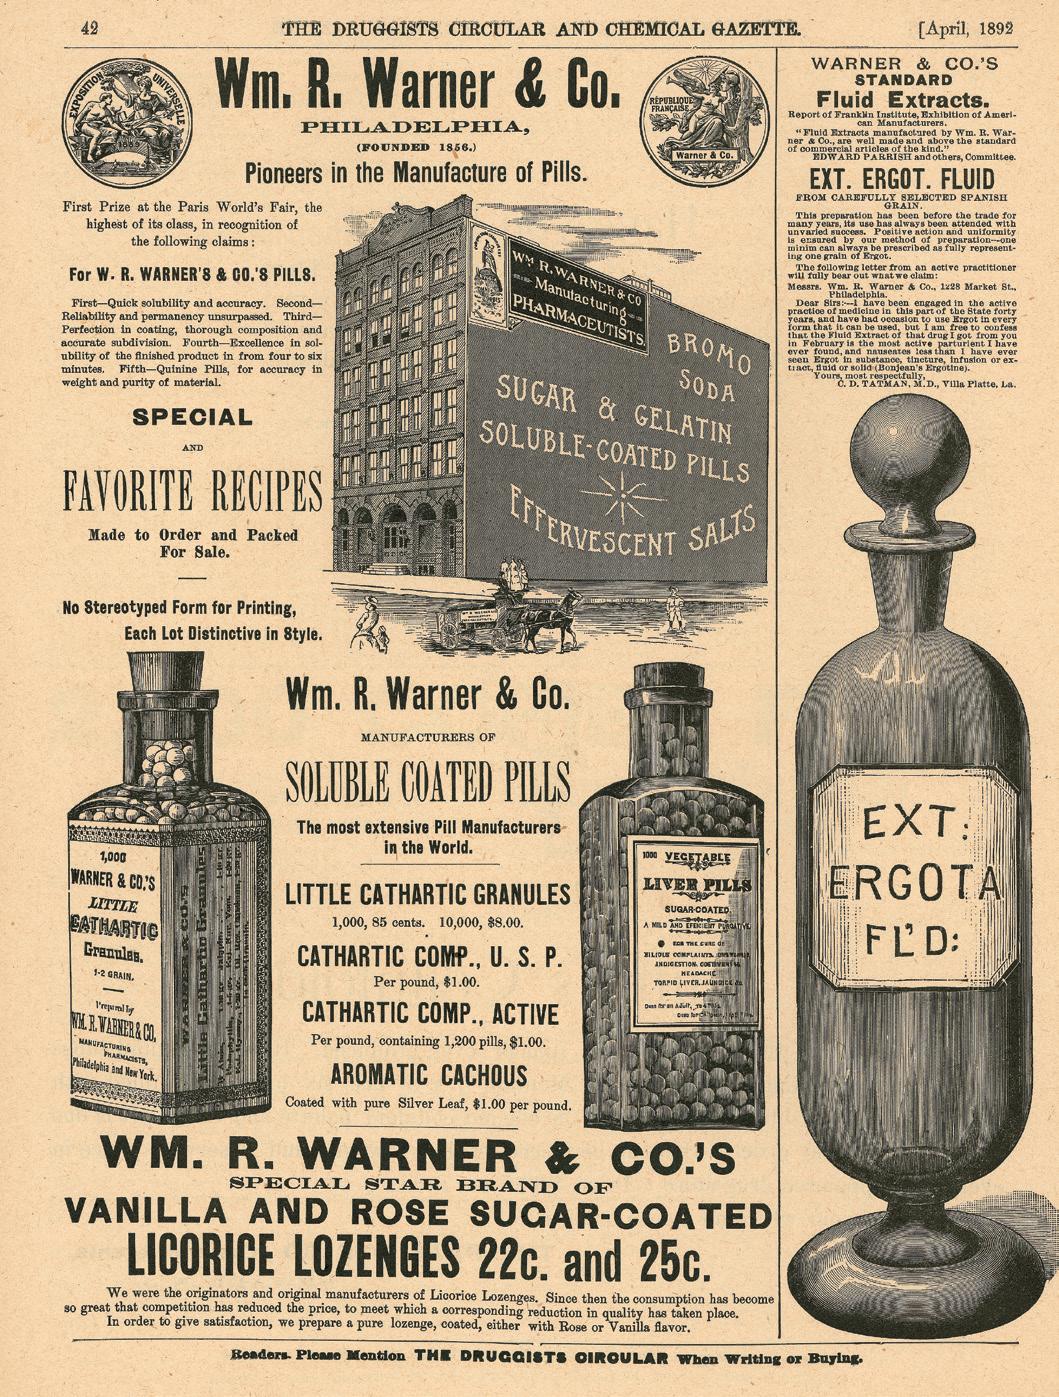 42
THE DRUGGISTS CIRCULAR AND CHEMICAL GAZETTE.
[April, 1892
EXPOSITION UNIVERSELLE
1889
Wm. R. Warner & Co.
PHILADELPHIA,
(FOUNDED 1856.)
Pioneers in the Manufacture of Pills.
RÉPUBLIQUE
FRANÇAISE
Warner & Co.
First Prize at the Paris World's Fair, the
highest of its class, in recognition of
the following claims:
For W. R. WARNER'S & CO.'S PILLS.
First—Quick solubility and accuracy. Second—
Reliability and permanency unsurpassed. Third—
Perfection in coating, thorough composition and
accurate subdivision. Fourth—Excellence in sol-
ubility of the finished product in from four to six
minutes. Fifth—Quinine Pills, for accuracy in
weight and purity of material.
SPECIAL
AND
FAVORITE RECIPES
Made to Order and Packed
For Sale.
No Stereotyped Form for Printing,
Each Lot Distinctive in Style.
WM R. WARNER & CO
Manufacturing
PHARMACEUTISTS.
BROMO
SODA
SUGAR & GELATIN
SOLUBLE-COATED PILLS
EFFERVESCENT SALTS
1,000
WARNER & CO.'S
LITTLE
CATHARTIC
Granules.
1-2 GRAIN.
Prepared by
WM. R. WARNER & CO,
MANUFACTURING
PHARMACISTS,
Philadelphia and New York.
WARNER & CO.'S
Little Cathartic Granules
Wm. R. Warner & Co.
MANUFACTURERS OF
SOLUBLE COATED PILLS
The most extensive Pill Manufacturers
in the World.
LITTLE CATHARTIC GRANULES
1,000, 85 cents. 10,000, $8.00.
CATHARTIC COMP., U. S. P.
Per pound, $1.00.
CATHARTIC COMP., ACTIVE
Per pound, containing 1,200 pills, $1.00.
AROMATIC CACHOUS
Coated with pure Silver Leaf, $1.00 per pound.
1000 VEGETABLE
LIVER PILLS
SUGAR-COATED.
A MILD AND EFFICIENT PURGATIVE,
FOR THE CURE OF
BILIOUS COMPLAINTS,
INDIGESTION,
HEADACHE
TORPID LIVER, JAUNDICE &c
WM. R. WARNER & CO.'S
SPECIAL STAR BRAND OF
VANILLA AND ROSE SUGAR-COATED
LICORICE LOZENGES 22c. and 25c.
We were the originators and original manufacturers of Licorice Lozenges. Since then the consumption has become
so great that competition has reduced the price, to meet which a corresponding reduction in quality has taken place.
In order to give satisfaction, we prepare a pure lozenge, coated, either with Rose or Vanilla flavor.
WARNER & CO.'S
STANDARD
Fluid Extracts.
Report of Franklin Institute, Exhibition of Ameri-
can Manufacturers.
"Fluid Extracts manufactured by Wm. R. War-
ner & Co., are well made and above the standard
of commercial articles of the kind."
EDWARD PARRISH and others, Committee.
EXT. ERGOT. FLUID
FROM CAREFULLY SELECTED SPANISH
GRAIN.
This preparation has been before the trade for
many years, its use has always been attended with
unvaried success. Positive action and uniformity
is ensured by our method of preparation—one
minim can always be prescribed as fully represent-
ing one grain of Ergot.
The following letter from an active practitioner
will fully bear out what we claim:
Messrs. Wm. R. Warner & Co., 1228 Market St.,
Philadelphia.
Dear Sirs:—I have been engaged in the active
practice of medicine in this part of the State forty
years, and have had occasion to use Ergot in every
form that it can be used, but I am free to confess
that the Fluid Extract of that drug I got from you
in February is the most active parturient I have
ever found, and nauseates less than I have ever
seen Ergot in substance, tincture, infusion or ex-
tract, fluid or solid (Bonjean's Ergotine).
Yours, most respectfully,
C. D. TATMAN, M.D., Villa Platte, La.
EXT:
ERGOTA
FL'D:
Readers Please Mention THE DRUGGISTS CIRCULAR When Writing or Buying.